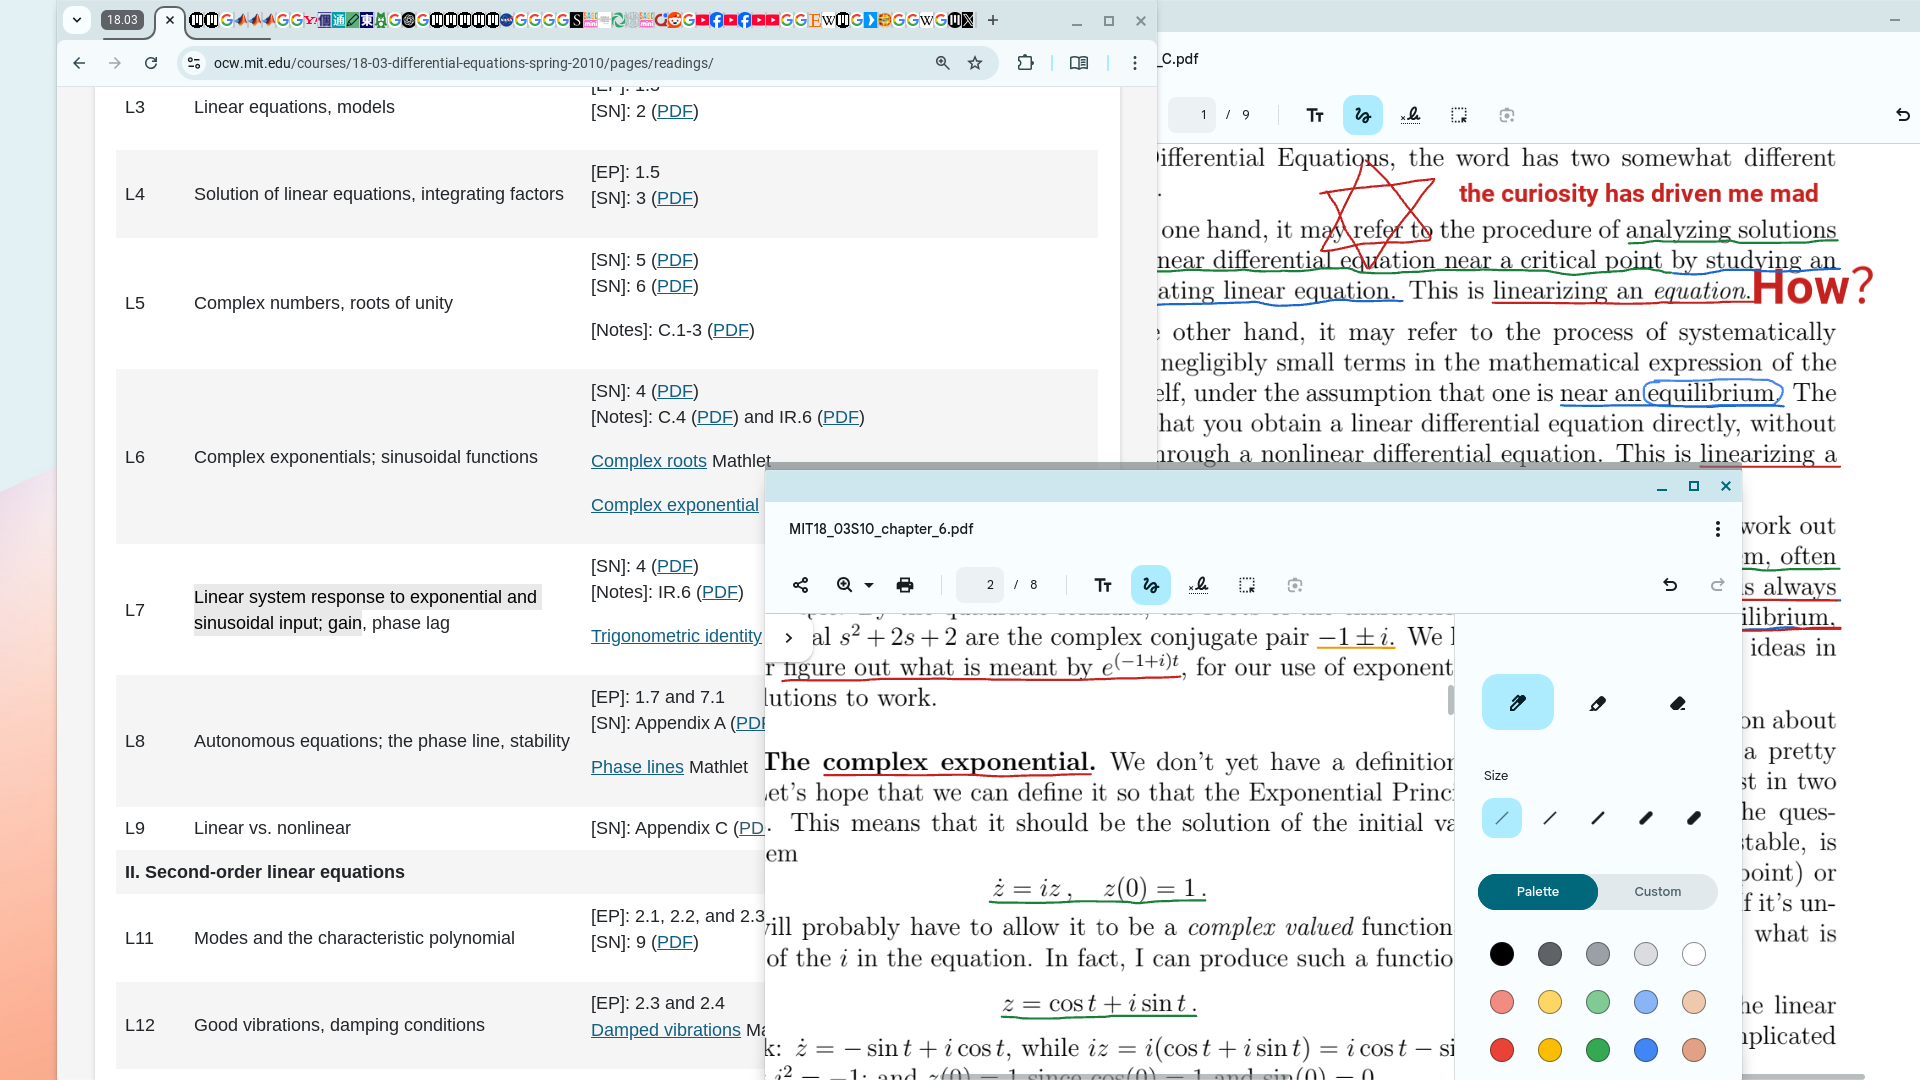 18.03
ocw.mit.edu/courses/18-03-differential-equations-spring-2010/pages/readings/
L3 Linear equations, models
[SN]: 2 (PDF)
L4 Solution of linear equations, integrating factors
[EP]: 1.5
[SN]: 3 (PDF)
L5 Complex numbers, roots of unity
[SN]: 5 (PDF)
[SN]: 6 (PDF)
[Notes]: C.1-3 (PDF)
L6 Complex exponentials; sinusoidal functions
[SN]: 4 (PDF)
[Notes]: C.4 (PDF) and IR.6 (PDF)
Complex roots Mathlet
Complex exponential
L7 Linear system response to exponential and
sinusoidal input; gain, phase lag
[SN]: 4 (PDF)
[Notes]: IR.6 (PDF)
Trigonometric identity
L8 Autonomous equations; the phase line, stability
[EP]: 1.7 and 7.1
[SN]: Appendix A (PDF
Phase lines Mathlet
L9 Linear vs. nonlinear
[SN]: Appendix C (PD
II. Second-order linear equations
L11 Modes and the characteristic polynomial
[EP]: 2.1, 2.2, and 2.3
[SN]: 9 (PDF)
L12 Good vibrations, damping conditions
[EP]: 2.3 and 2.4
Damped vibrations Ma
_C.pdf
1 / 9
Differential Equations, the word has two somewhat different
.
the curiosity has driven me mad
one hand, it may refer to the procedure of analyzing solutions
near differential equation near a critical point by studying an
ating linear equation. This is linearizing an equation.
How?
e other hand, it may refer to the process of systematically
negligibly small terms in the mathematical expression of the
elf, under the assumption that one is near an equilibrium. The
hat you obtain a linear differential equation directly, without
hrough a nonlinear differential equation. This is linearizing a
work out
m, often
s always
ilibrium,
ideas in
on about
a pretty
st in two
he ques-
stable, is
point) or
f it's un-
what is
he linear
mplicated
MIT18_03S10_chapter_6.pdf
2 / 8
al s² + 2s + 2 are the complex conjugate pair −1 ± i. We
r figure out what is meant by e^(−1+i)t, for our use of exponent
lutions to work.
The complex exponential. We don't yet have a definition
Let's hope that we can define it so that the Exponential Princ
. This means that it should be the solution of the initial va
em
ż = iz , z(0) = 1 .
will probably have to allow it to be a complex valued function
of the i in the equation. In fact, I can produce such a functio
z = cos t + i sin t .
k: ż = − sin t + i cos t, while iz = i(cos t + i sin t) = i cos t − si
i² = −1; and z(0) = 1 since cos(0) = 1 and sin(0) = 0.
Size
Palette
Custom